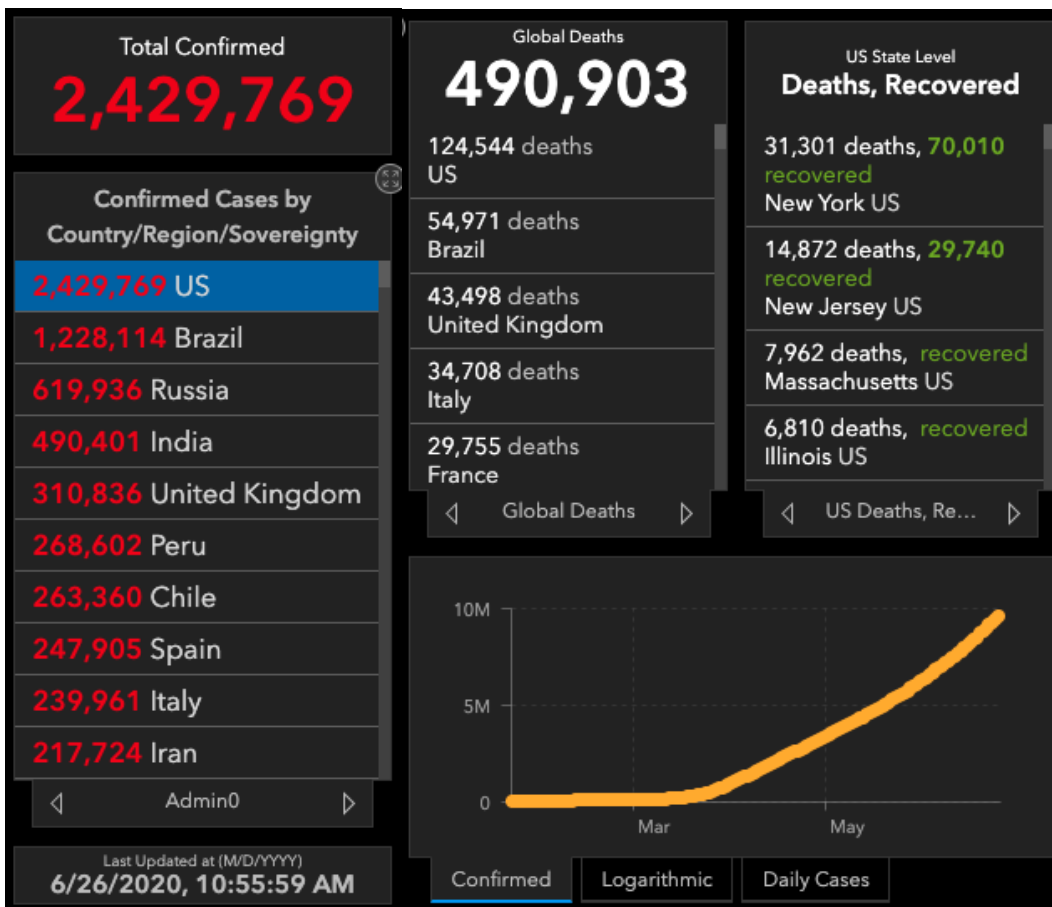 Total Confirmed
2,429,769
Confirmed Cases by
Country/Region/Sovereignty
2,429,769 US
1,228,114 Brazil
619,936 Russia
490,401 India
310,836 United Kingdom
268,602 Peru
263,360 Chile
247,905 Spain
239,961 Italy
217,724 Iran
Admin0
Last Updated at (M/D/YYYY)
6/26/2020, 10:55:59 AM
Global Deaths
490,903
124,544 deaths
US
54,971 deaths
Brazil
43,498 deaths
United Kingdom
34,708 deaths
Italy
29,755 deaths
France
Global Deaths
US State Level
Deaths, Recovered
31,301 deaths, 70,010
recovered
New York US
14,872 deaths, 29,740
recovered
New Jersey US
7,962 deaths, recovered
Massachusetts US
6,810 deaths, recovered
Illinois US
US Deaths, Re...
10M
5M
0
Mar
May
Confirmed
Logarithmic
Daily Cases